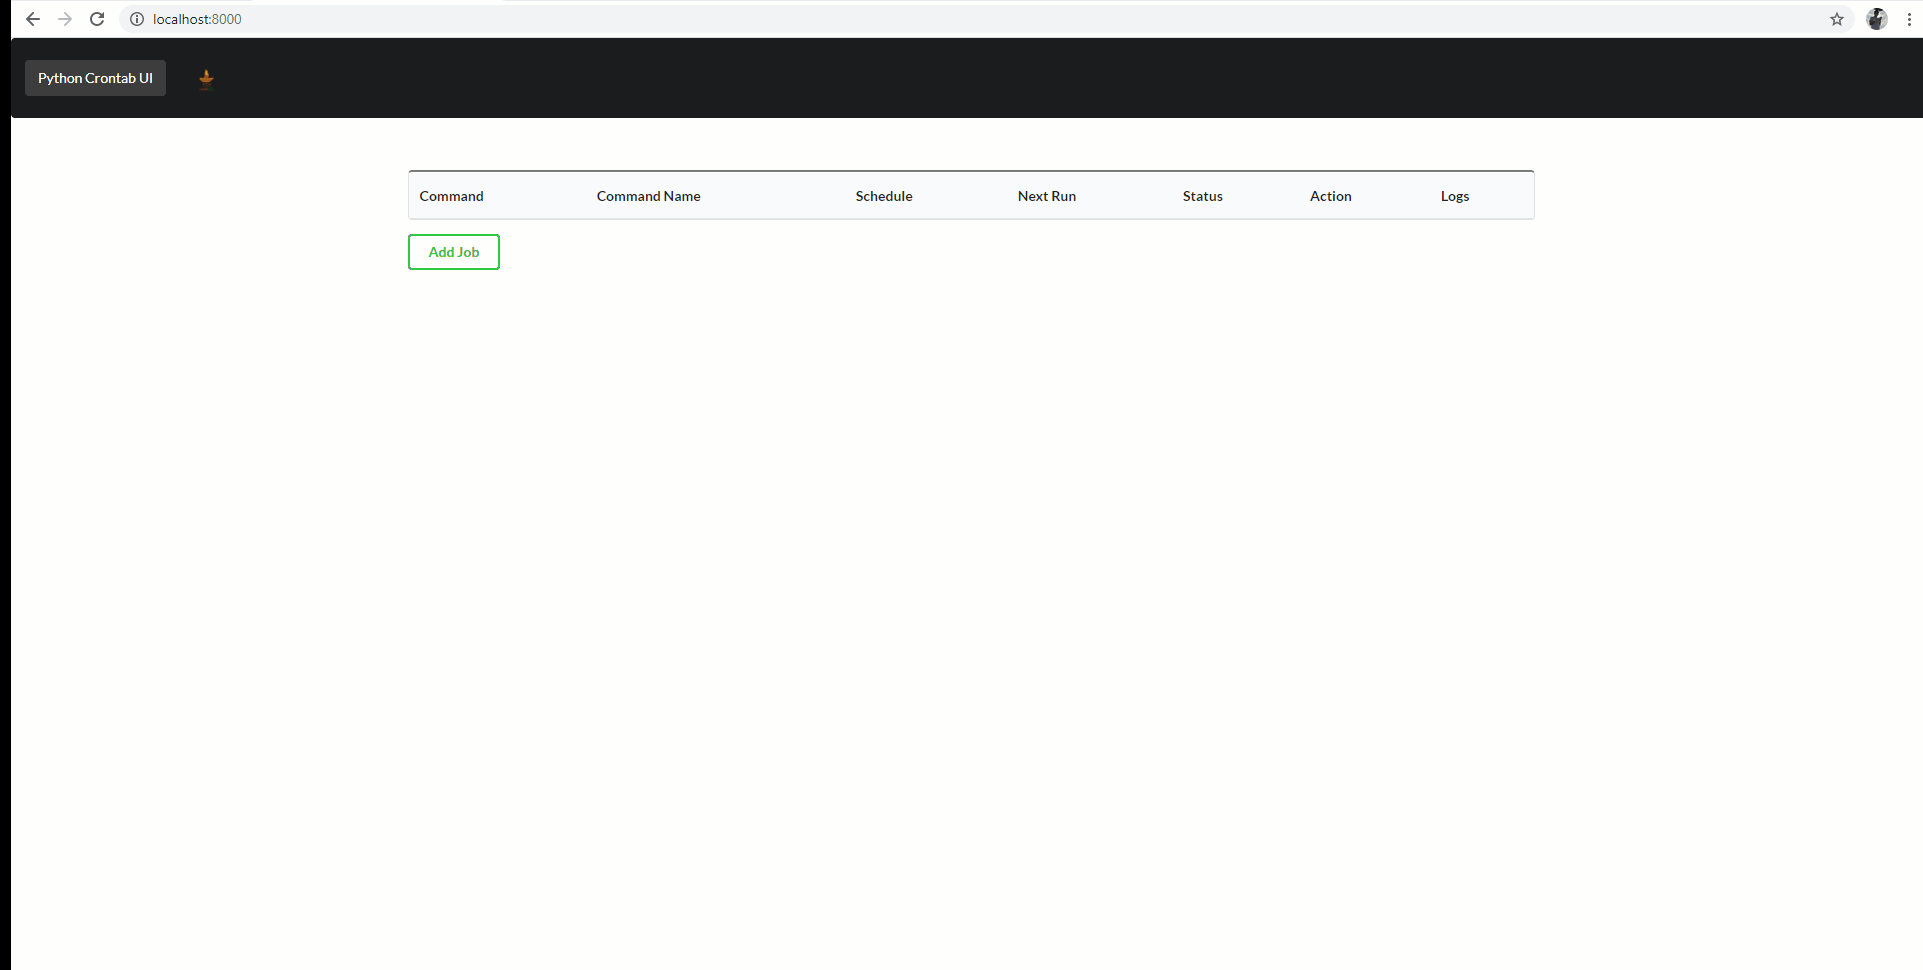 localhost:8000
Python Crontab UI
Command Command Name Schedule Next Run Status Action Logs
Add Job